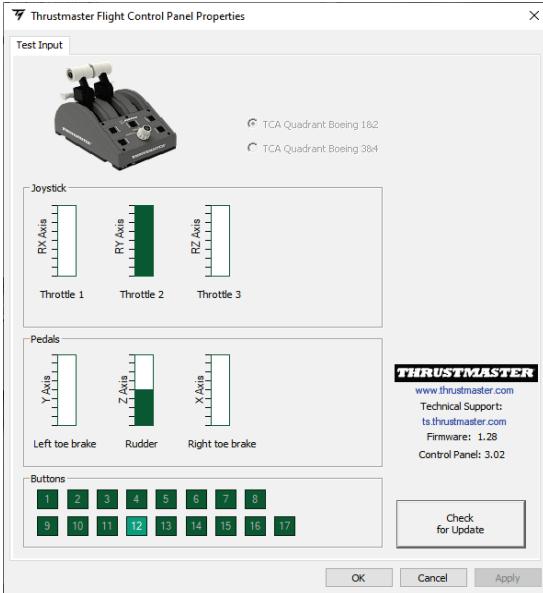 Thrustmaster Flight Control Panel Properties
Test Input
TCA Quadrant Boeing 1&2
TCA Quadrant Boeing 3&4
Joystick
RX Axis
RY Axis
RZ Axis
Throttle 1 Throttle 2 Throttle 3
Pedals
Y Axis
Z Axis
X Axis
Left toe brake Rudder Right toe brake
THRUSTMASTER
www.thrustmaster.com
Technical Support:
ts.thrustmaster.com
Firmware: 1.28
Control Panel: 3.02
Buttons
1 2 3 4 5 6 7 8
9 10 11 12 13 14 15 16 17
Check
for Update
OK Cancel Apply